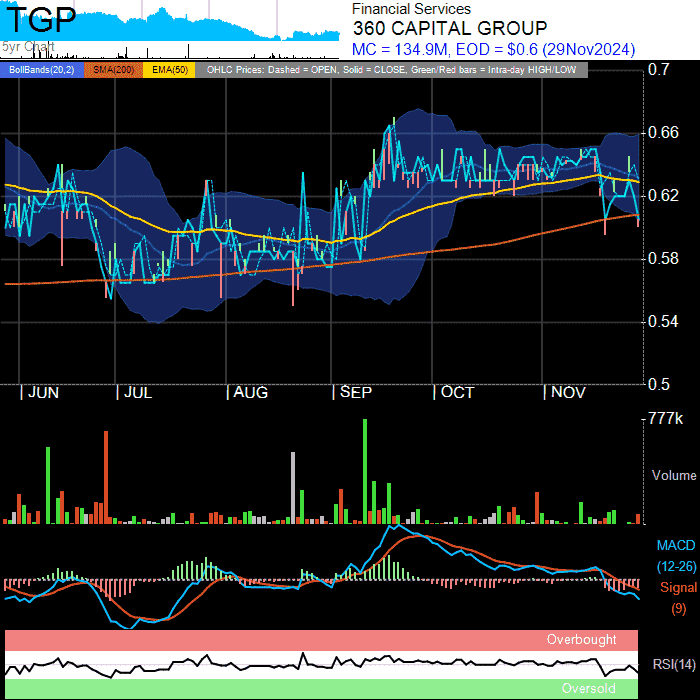 TGP
5yr Chart
Financial Services
360 CAPITAL GROUP
MC = 134.9M, EOD = $0.6 (29Nov2024)
BollBands(20,2) SMA(200) EMA(50) OHLC Prices: Dashed = OPEN, Solid = CLOSE, Green/Red bars = Intra-day HIGH/LOW
0.7
0.66
0.62
0.58
0.54
0.5
JUN JUL AUG SEP OCT NOV
777k
Volume
MACD
(12-26)
Signal
(9)
Overbought
RSI(14)
Oversold